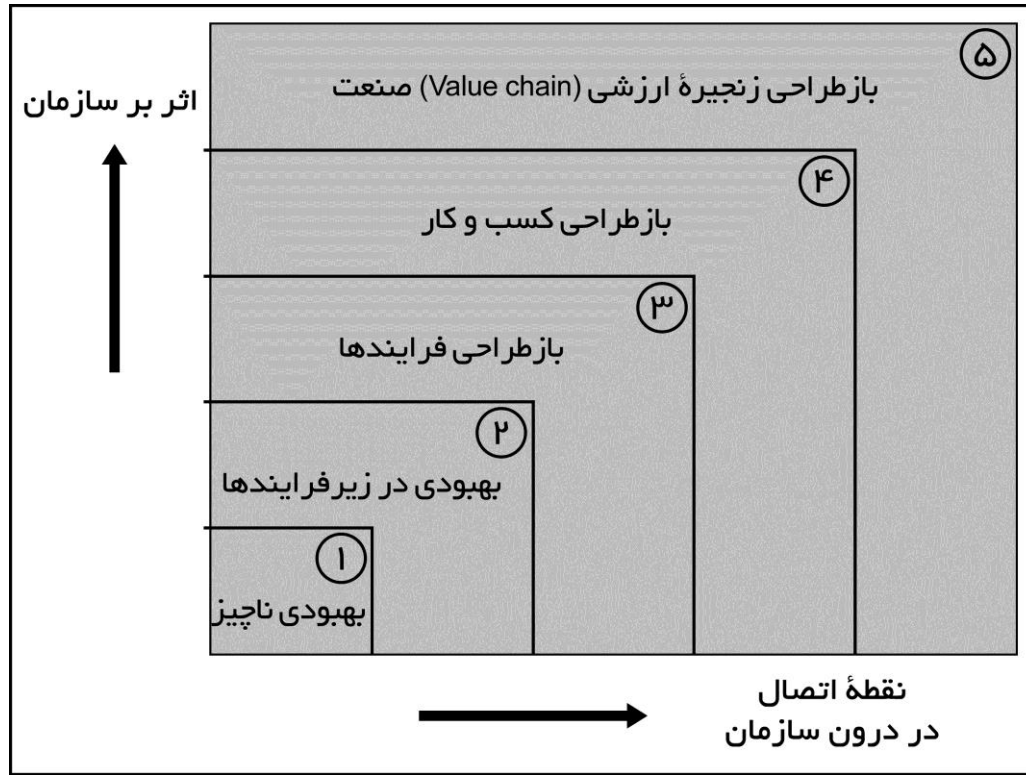 ۵
بازطراحی زنجیرهٔ ارزشی (Value chain) صنعت
اثر بر سازمان
۴
بازطراحی کسب و کار
۳
بازطراحی فرایندها
۲
بهبودی در زیرفرایندها
۱
بهبودی ناچیز
نقطهٔ اتصال
در درون سازمان